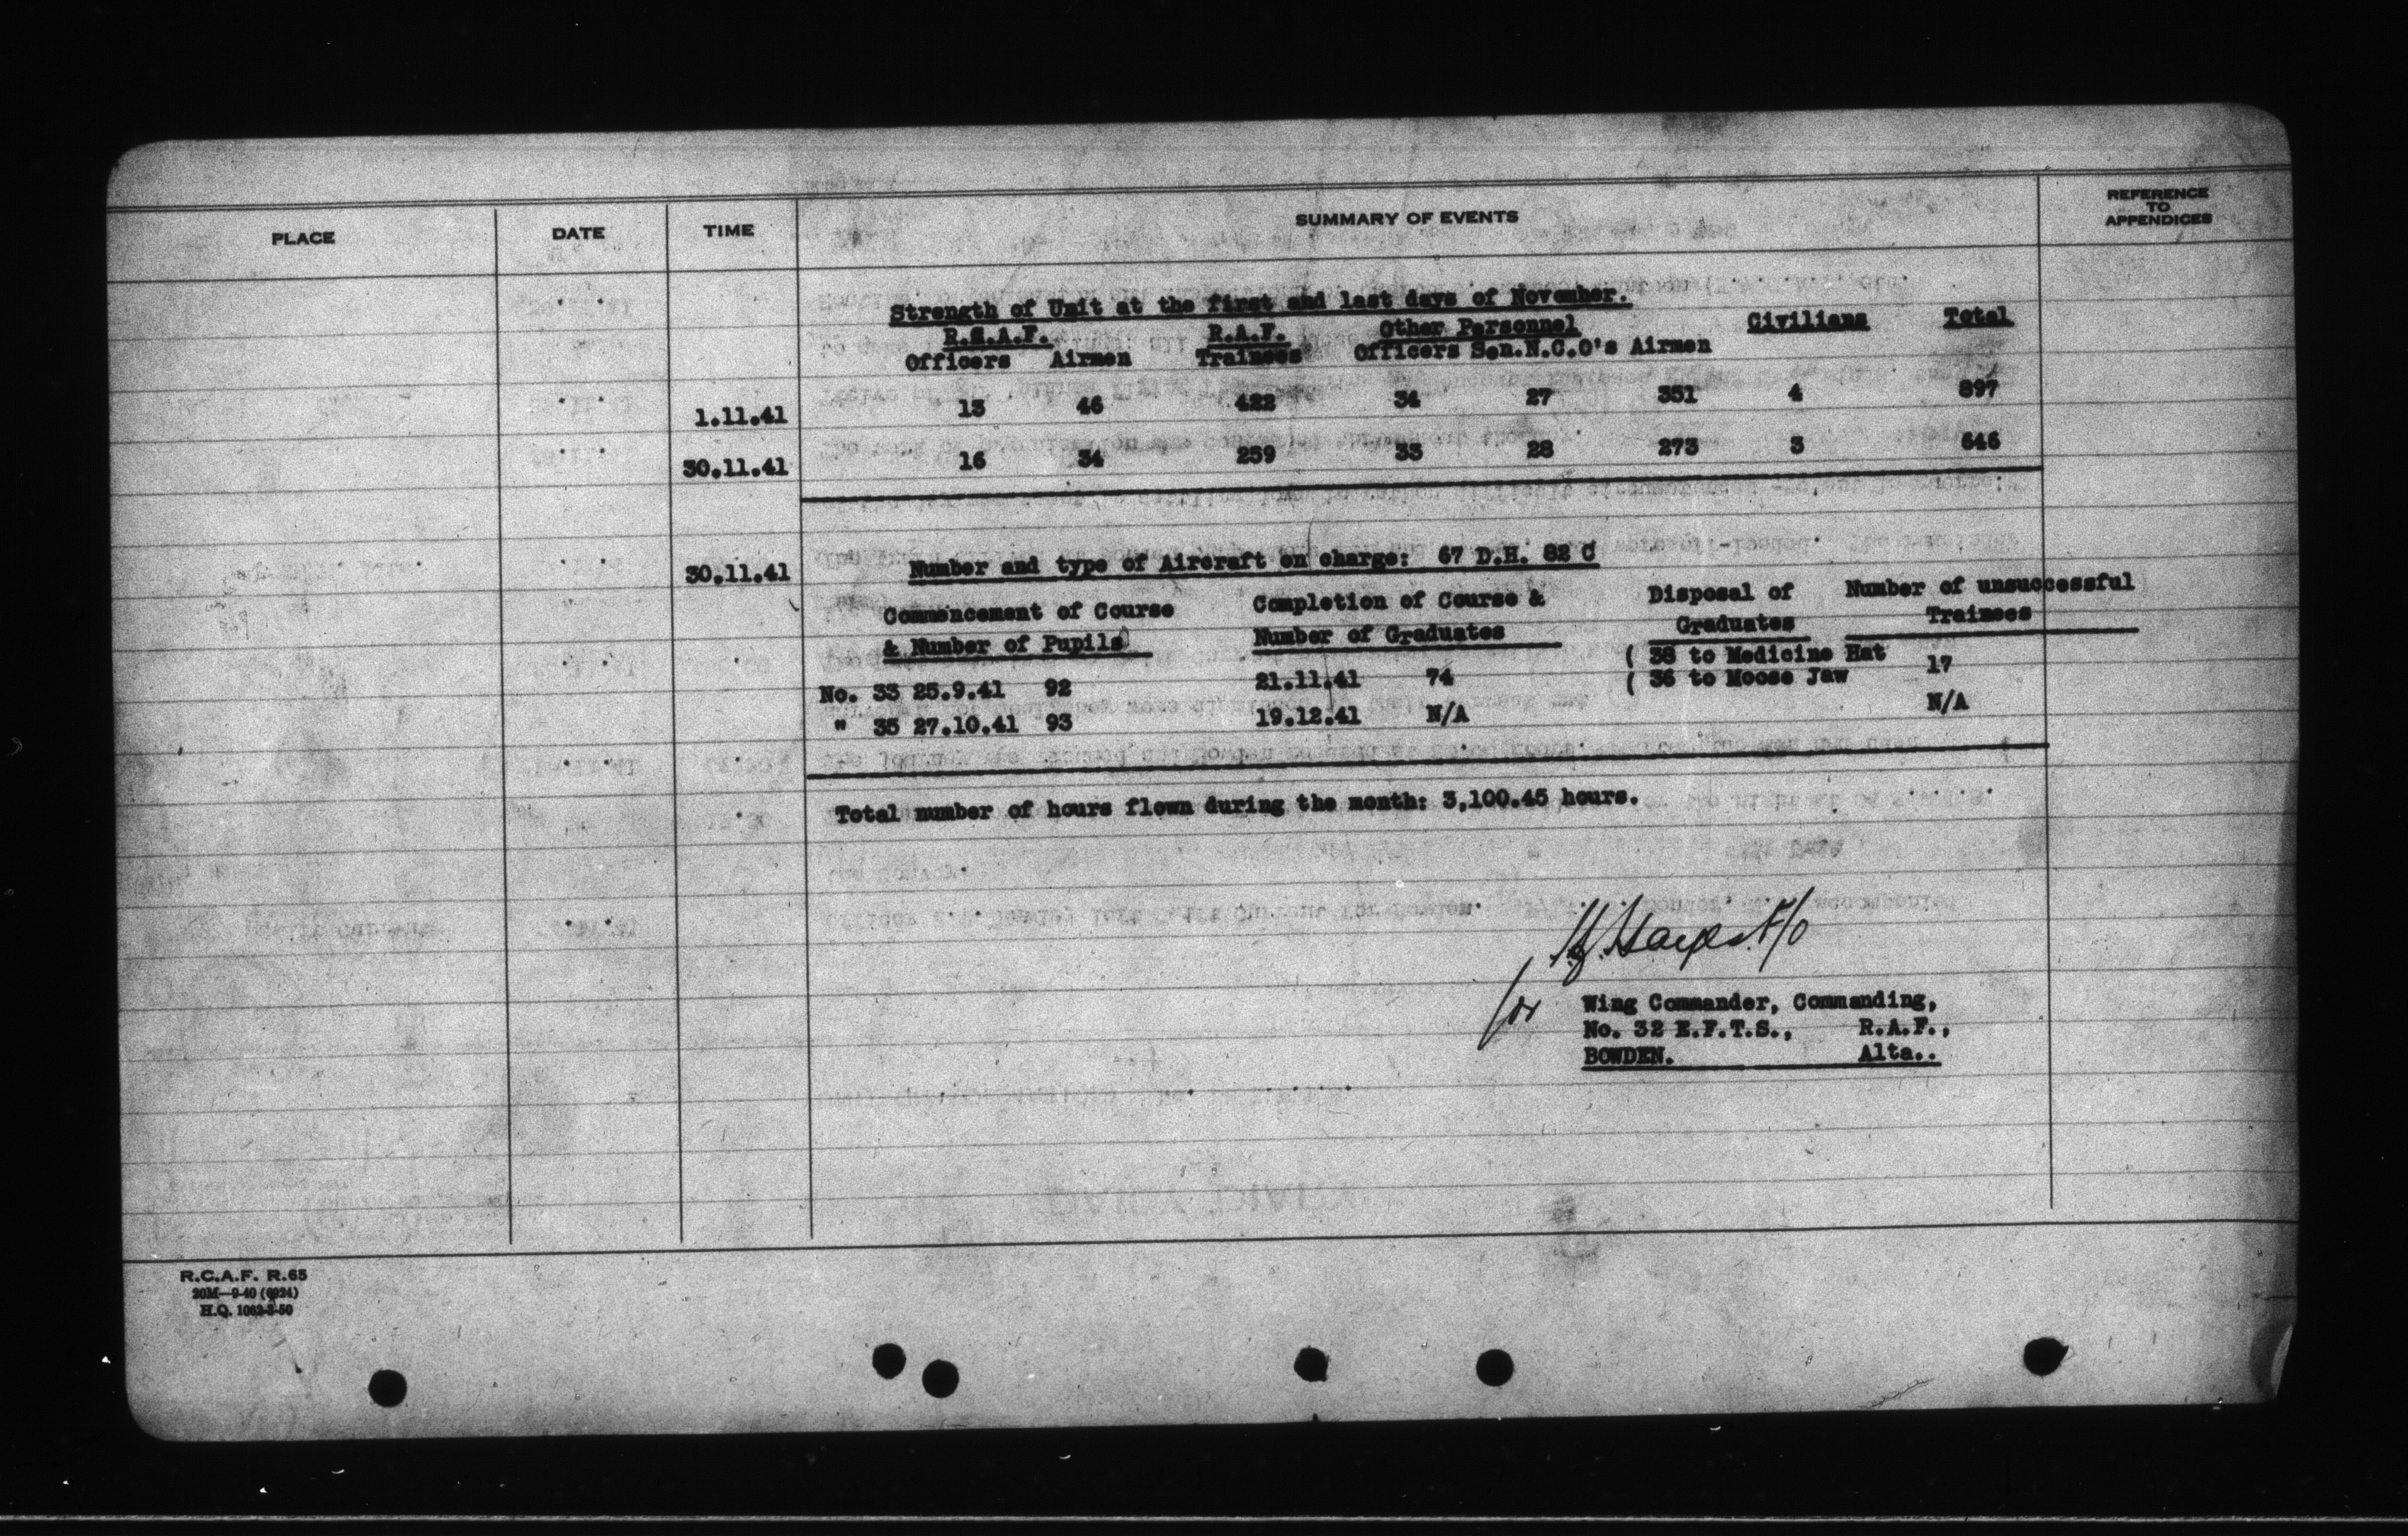 PLACE DATE TIME SUMMARY OF EVENTS REFERENCE TO APPENDICES
Strength of Unit at the first and last days of November.
R.C.A.F. R.A.F. Other Personnel Civilians Total
Officers Airmen Trainees Officers Sen.N.C.O's Airmen
1.11.41 13 46 422 34 27 351 4 897
30.11.41 16 34 259 33 28 273 3 646
30.11.41 Number and type of Aircraft on charge: 67 D.H. 82 C
Commencement of Course Completion of Course & Disposal of Number of unsuccessful
& Number of Pupils Number of Graduates Graduates Trainees
No. 33 25.9.41 92 21.11.41 74 ( 38 to Medicine Hat 17
( 36 to Moose Jaw
" 35 27.10.41 93 19.12.41 N/A N/A
Total number of hours flown during the month: 3,100.45 hours.
Hayes F/O
for Wing Commander, Commanding,
No. 32 E.F.T.S., R.A.F.,
BOWDEN. Alta..
R.C.A.F. R.65
20M—9-40 (6924)
H.Q. 1062-3-50